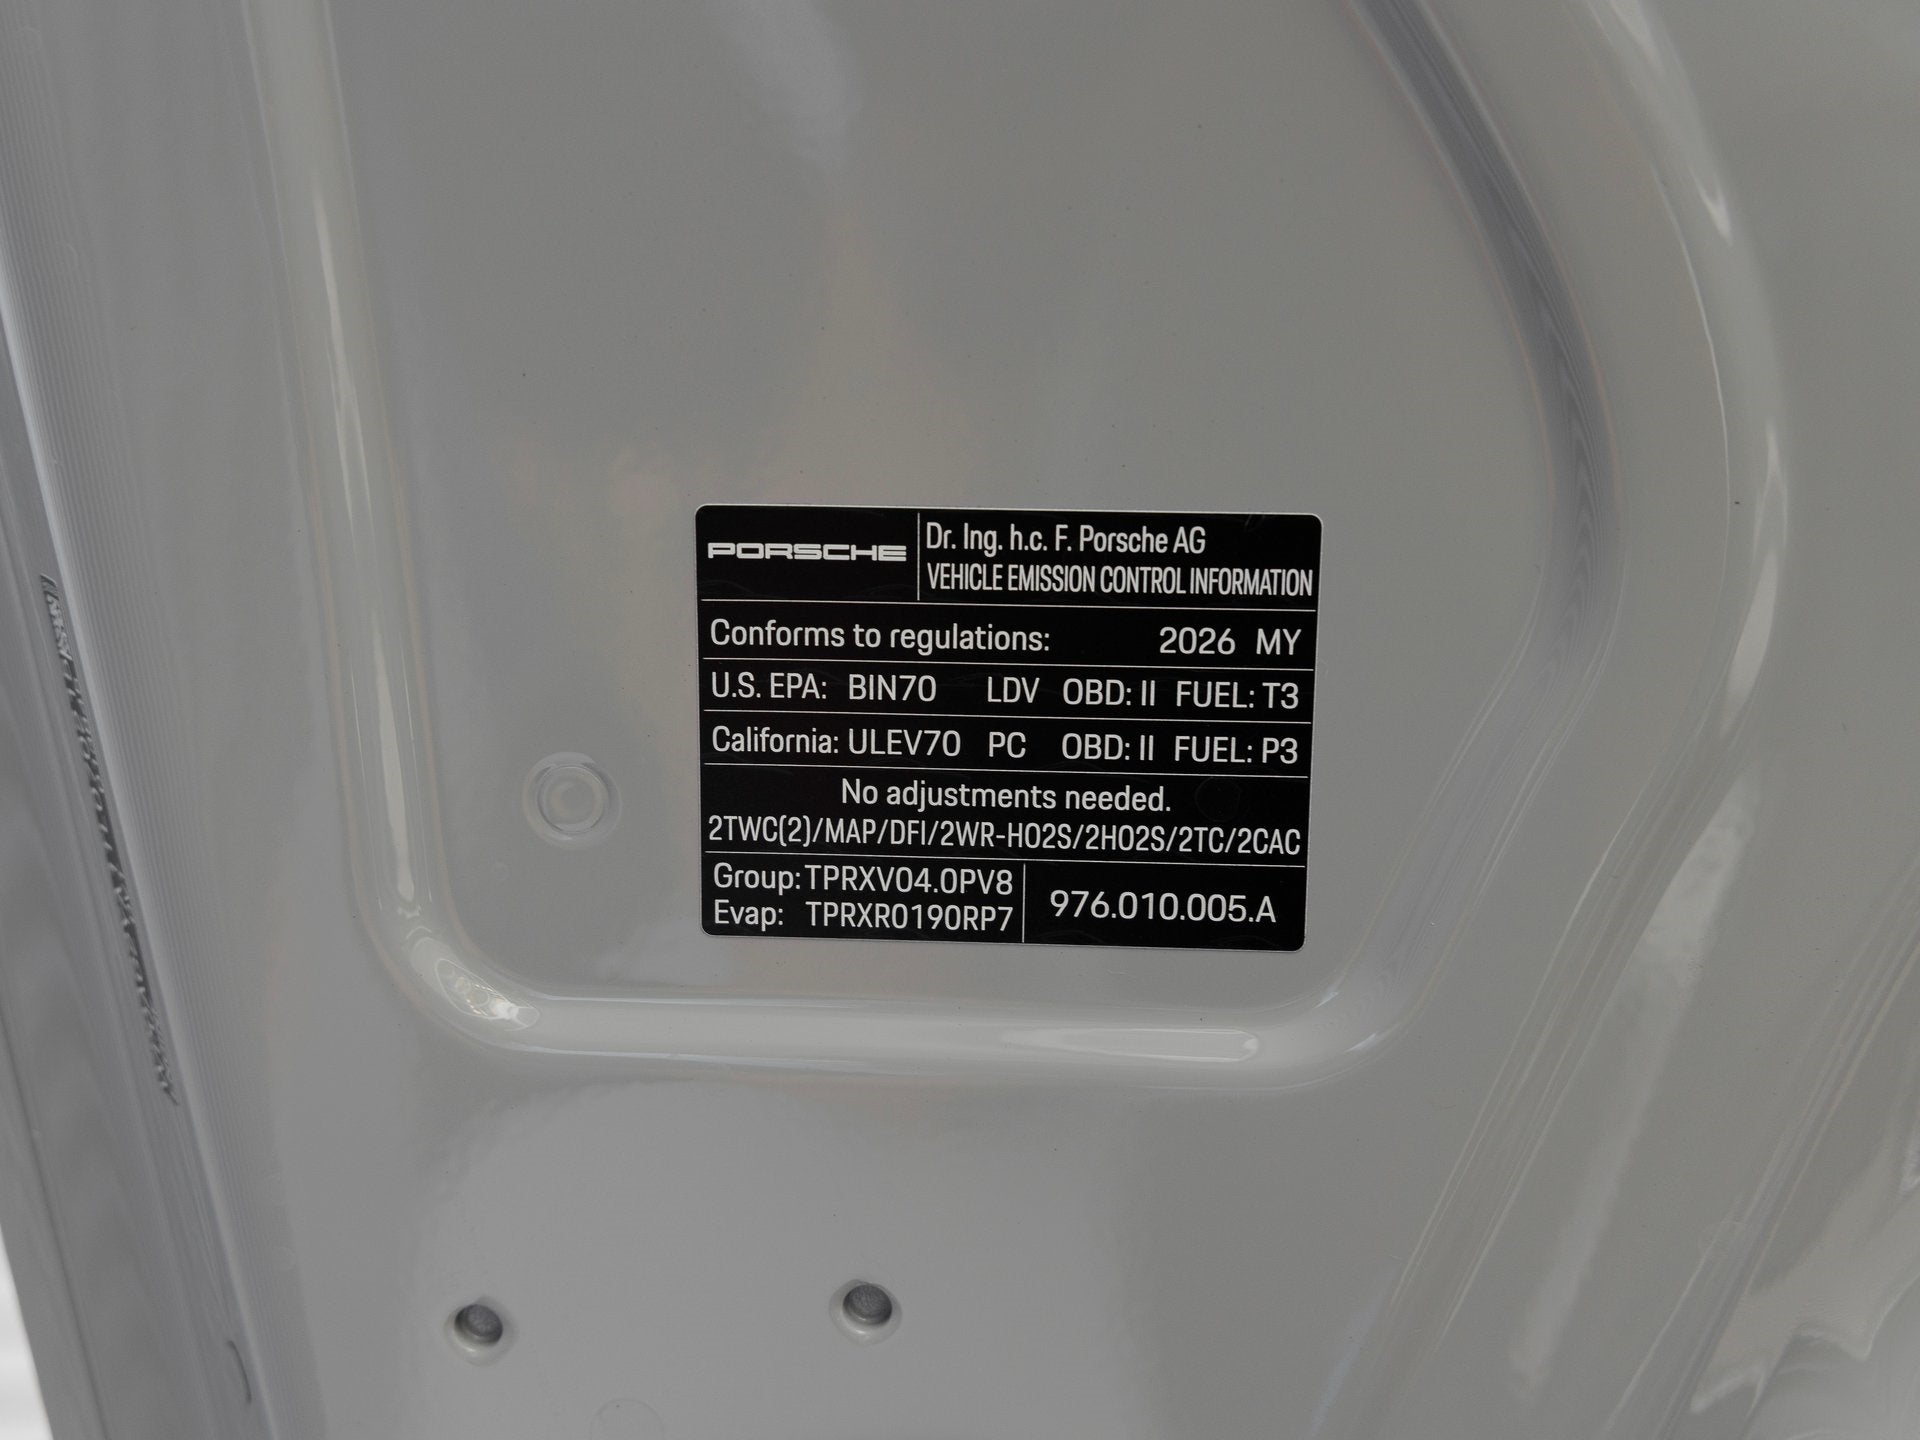 PORSCHE
Dr. Ing. h.c. F. Porsche AG
VEHICLE EMISSION CONTROL INFORMATION
Conforms to regulations: 2026 MY
U.S. EPA: BIN70 LDV OBD: II FUEL: T3
California: ULEV70 PC OBD: II FUEL: P3
No adjustments needed.
2TWC(2)/MAP/DFI/2WR-HO2S/2HO2S/2TC/2CAC
Group: TPRXV04.0PV8
Evap: TPRXR0190RP7
976.010.005.A